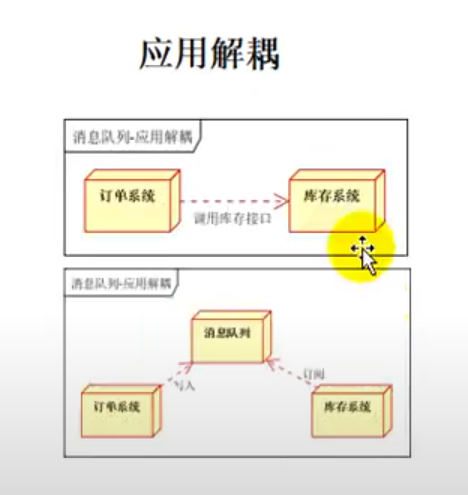 应用解耦
消息队列-应用解耦
订单系统
库存系统
调用库存接口
消息队列-应用解耦
消息队列
写入
订阅
订单系统
库存系统